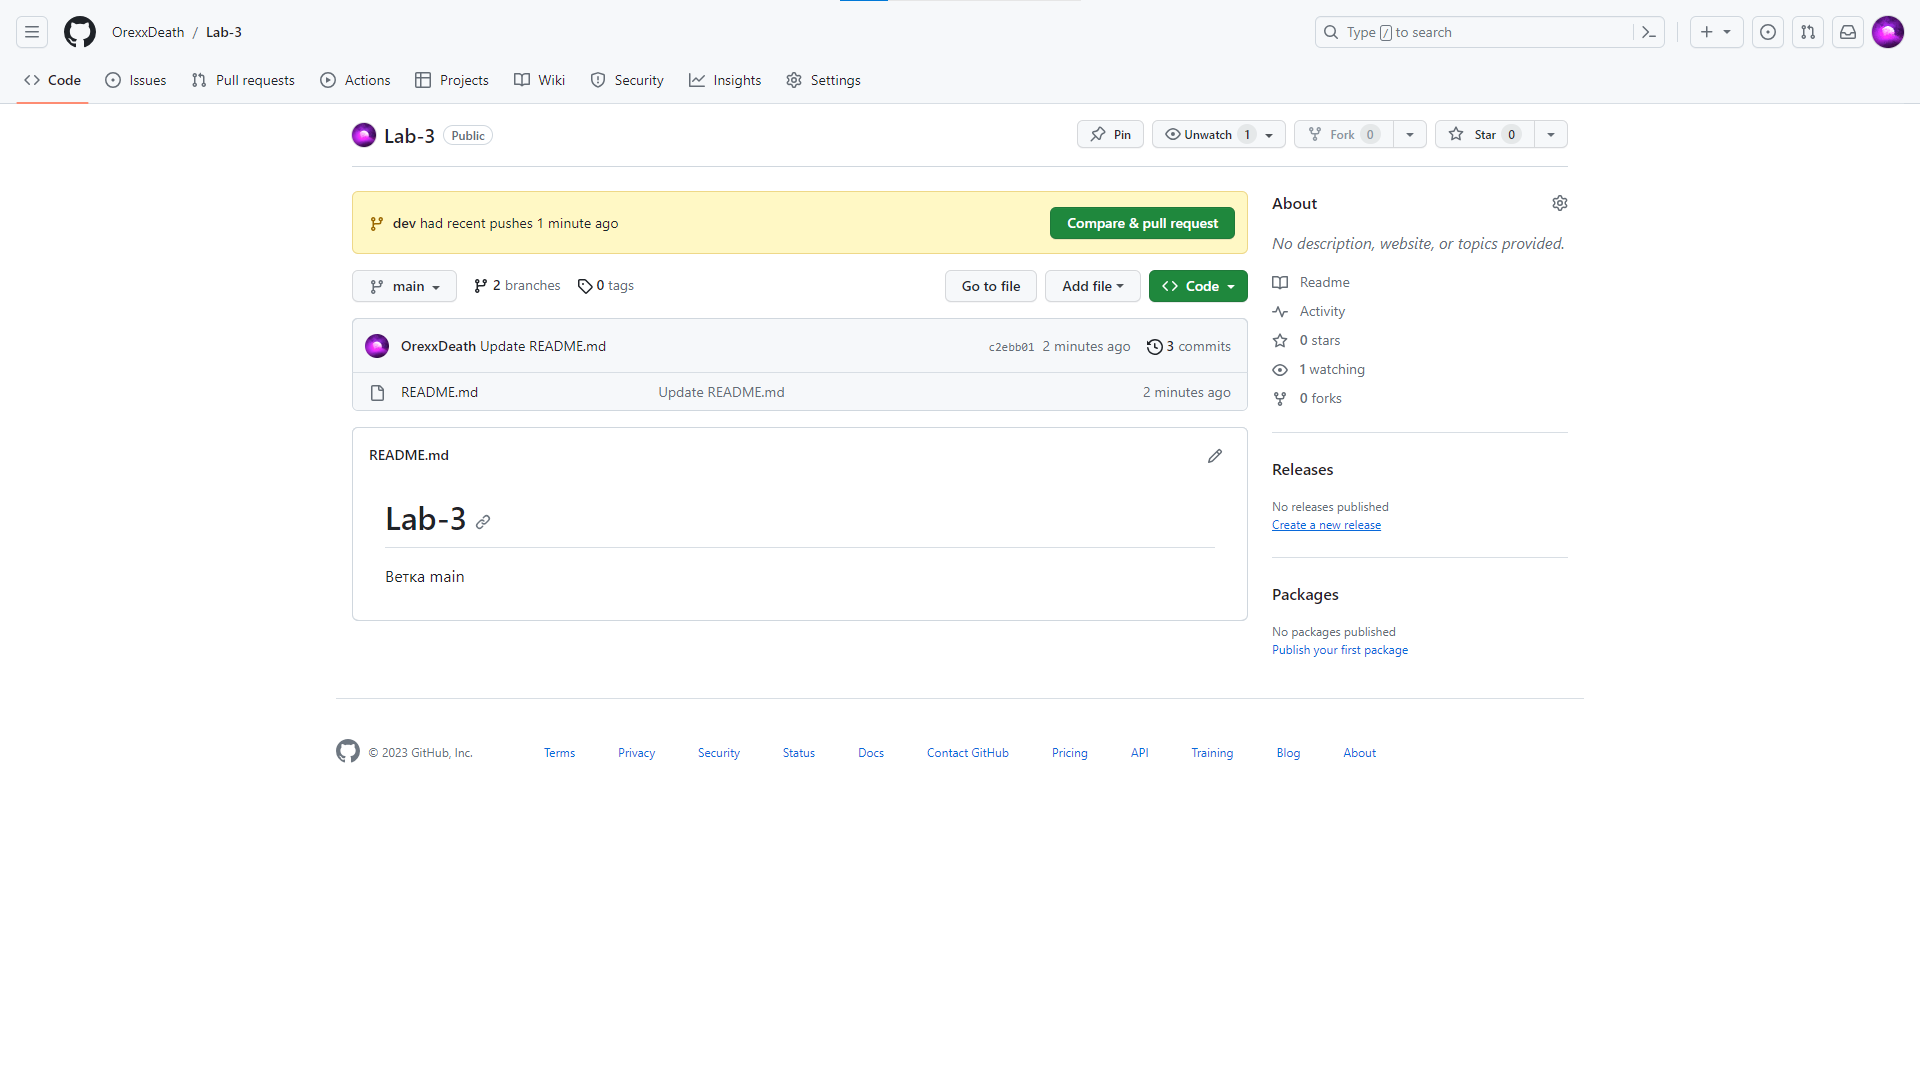 OrexxDeath / Lab-3
Type / to search
Code Issues Pull requests Actions Projects Wiki Security Insights Settings
Lab-3 Public
Pin Unwatch 1 Fork 0 Star 0
dev had recent pushes 1 minute ago
Compare & pull request
main 2 branches 0 tags
Go to file Add file Code
OrexxDeath Update README.md c2ebb01 2 minutes ago 3 commits
README.md Update README.md 2 minutes ago
README.md
Lab-3
Ветка main
About
No description, website, or topics provided.
Readme
Activity
0 stars
1 watching
0 forks
Releases
No releases published
Create a new release
Packages
No packages published
Publish your first package
© 2023 GitHub, Inc. Terms Privacy Security Status Docs Contact GitHub Pricing API Training Blog About